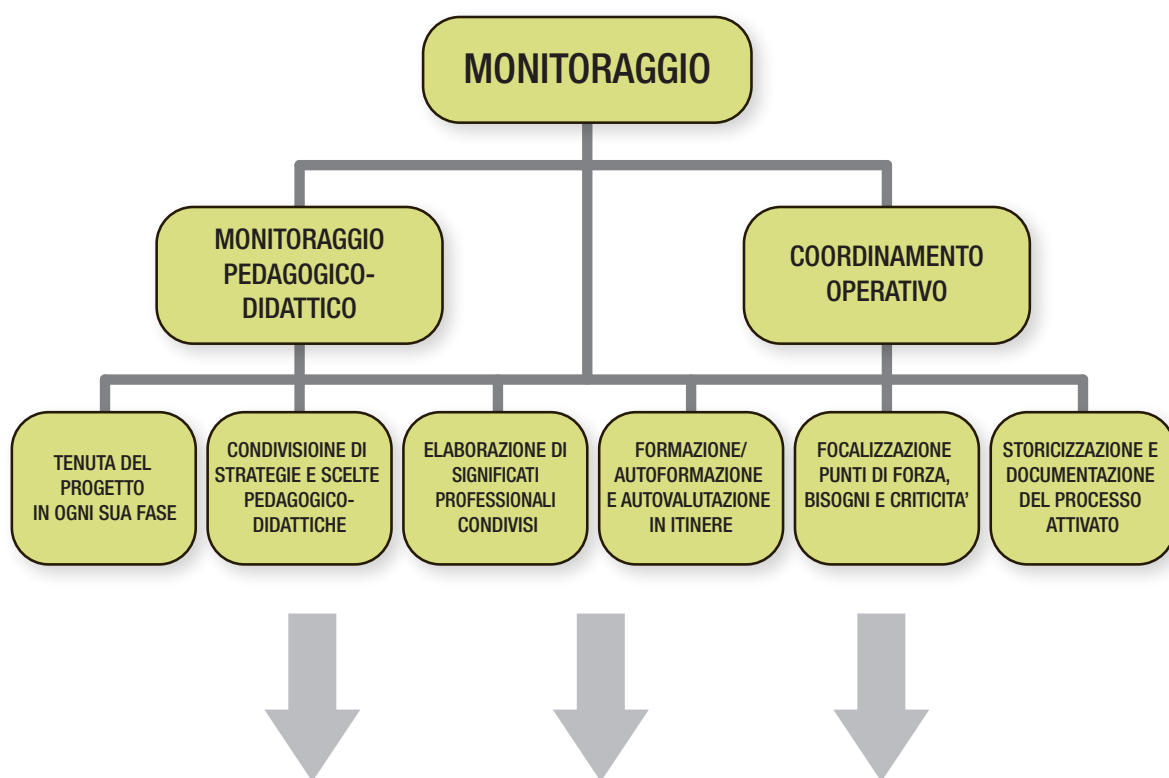 MONITORAGGIO
MONITORAGGIO
PEDAGOGICO-
DIDATTICO
COORDINAMENTO
OPERATIVO
TENUTA DEL
PROGETTO
IN OGNI SUA FASE
CONDIVISIOINE DI
STRATEGIE E SCELTE
PEDAGOGICO-
DIDATTICHE
ELABORAZIONE DI
SIGNIFICATI
PROFESSIONALI
CONDIVISI
FORMAZIONE/
AUTOFORMAZIONE
E AUTOVALUTAZIONE
IN ITINERE
FOCALIZZAZIONE
PUNTI DI FORZA,
BISOGNI E CRITICITA’
STORICIZZAZIONE E
DOCUMENTAZIONE
DEL PROCESSO
ATTIVATO